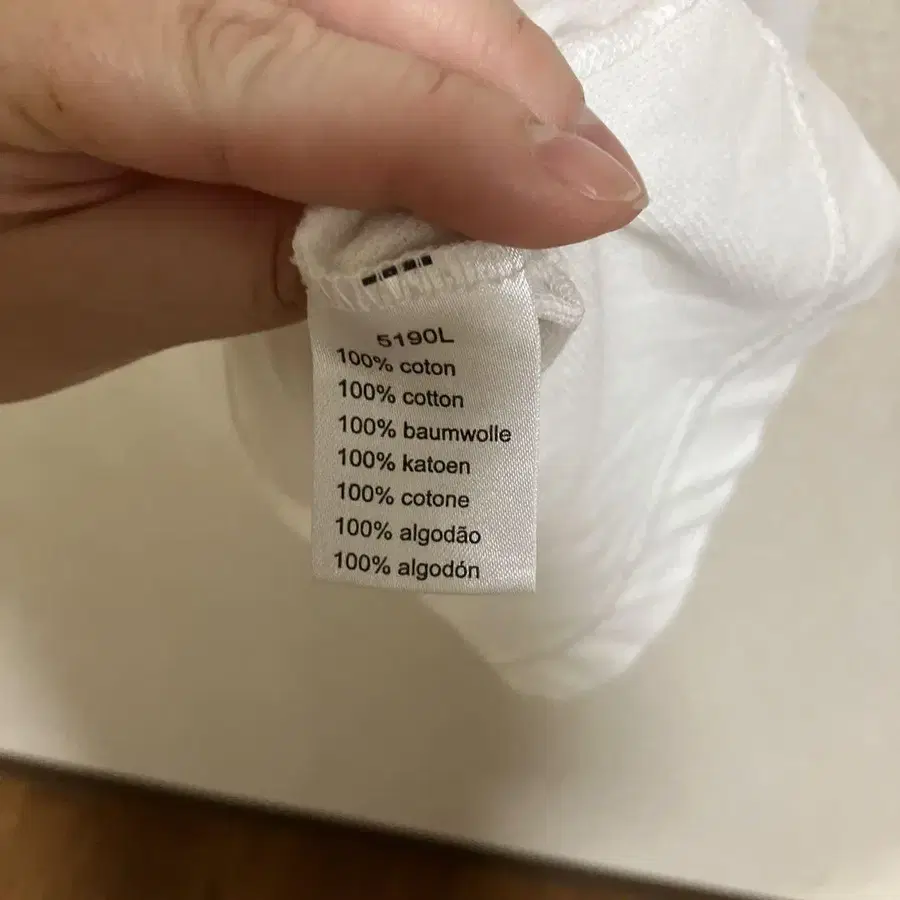 5190L
100% coton
100% cotton
100% baumwolle
100% katoen
100% cotone
100% algodão
100% algodón